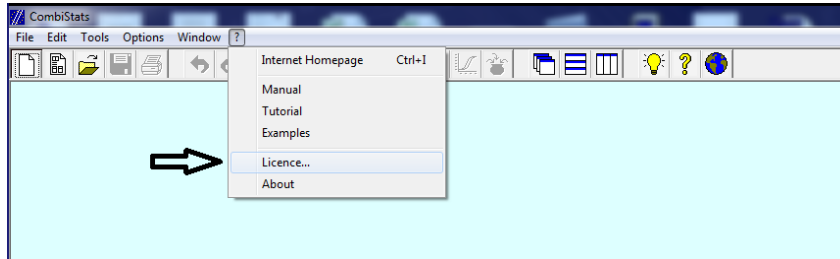 CombiStats
File Edit Tools Options Window ?
Internet Homepage Ctrl+I
Manual
Tutorial
Examples
Licence...
About